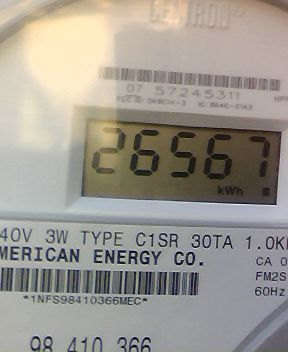 CENTRON®
07 57245311
26567
kWh
40V 3W TYPE C1SR 30TA 1.0K
MERICAN ENERGY CO.
CA 0
FM2S
60Hz
*1NFS98410366MEC*
98 410 366